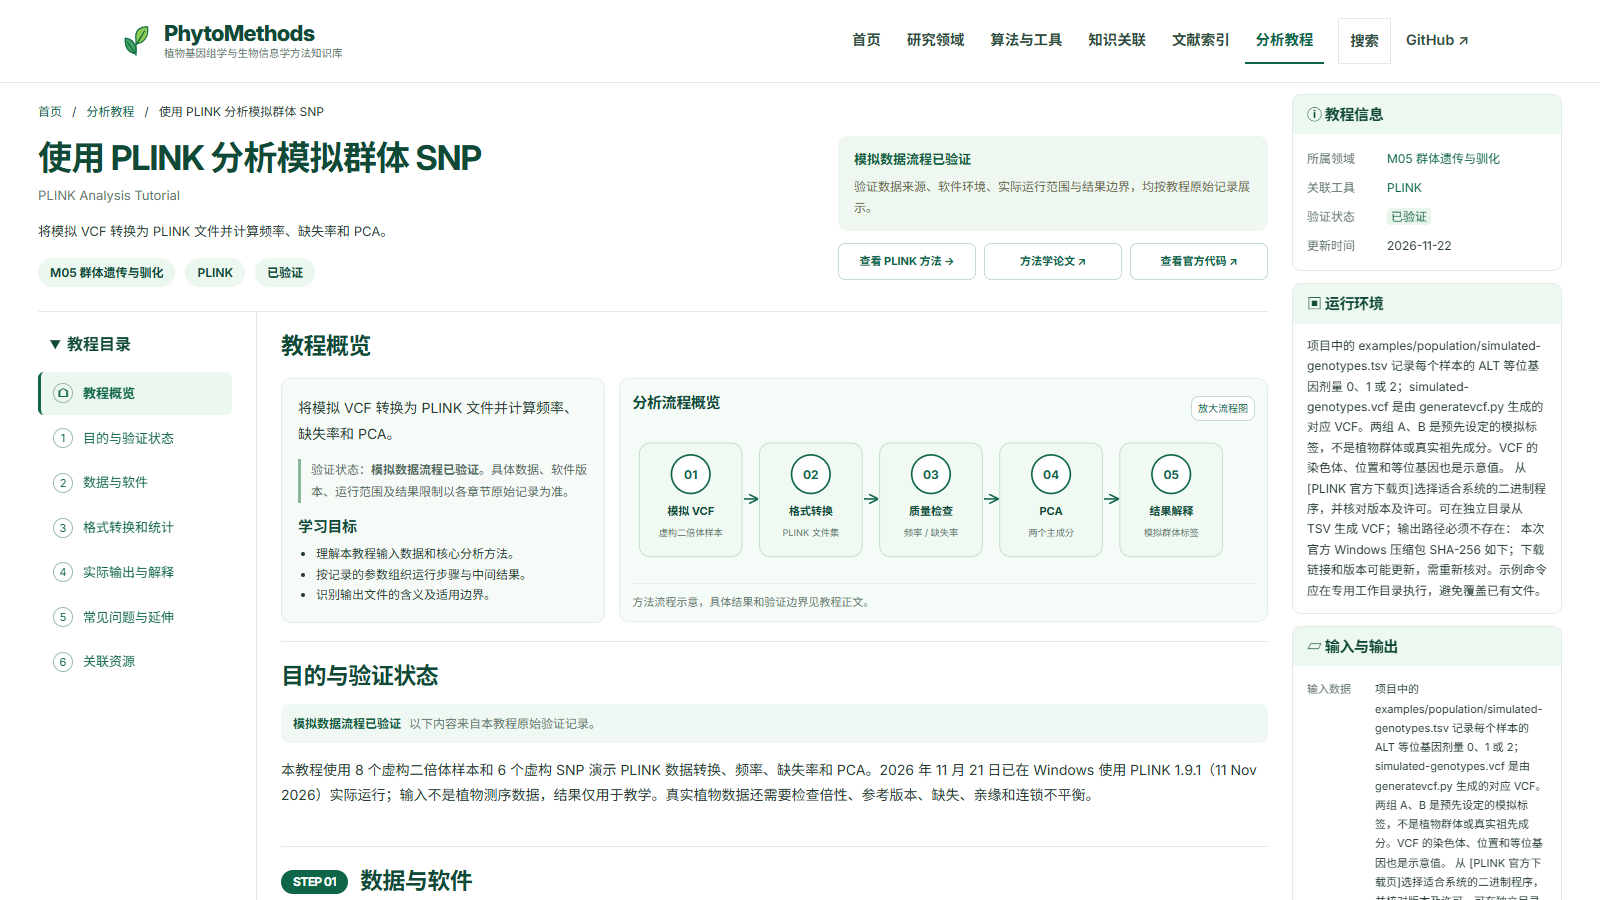 PhytoMethods
植物基因组学与生物信息学方法知识库
首页 研究领域 算法与工具 知识关联 文献索引 分析教程 搜索 GitHub ↗
首页 / 分析教程 / 使用 PLINK 分析模拟群体 SNP
使用 PLINK 分析模拟群体 SNP
PLINK Analysis Tutorial
将模拟 VCF 转换为 PLINK 文件并计算频率、缺失率和 PCA。
M05 群体遗传与驯化 PLINK 已验证
模拟数据流程已验证
验证数据来源、软件环境、实际运行范围与结果边界，均按教程原始记录展
示。
查看 PLINK 方法 → 方法学论文 ↗ 查看官方代码 ↗
▼ 教程目录
教程概览
1 目的与验证状态
2 数据与软件
3 格式转换和统计
4 实际输出与解释
5 常见问题与延伸
6 关联资源
教程概览
将模拟 VCF 转换为 PLINK 文件并计算频率、
缺失率和 PCA。
验证状态：模拟数据流程已验证。具体数据、软件版
本、运行范围及结果限制以各章节原始记录为准。
学习目标
• 理解本教程输入数据和核心分析方法。
• 按记录的参数组织运行步骤与中间结果。
• 识别输出文件的含义及适用边界。
分析流程概览
放大流程图
01 02 03 04 05
模拟 VCF 格式转换 质量检查 PCA 结果解释
虚构二倍体样本 PLINK 文件集 频率 / 缺失率 两个主成分 模拟群体标签
方法流程示意，具体结果和验证边界见教程正文。
目的与验证状态
模拟数据流程已验证 以下内容来自本教程原始验证记录。
本教程使用 8 个虚构二倍体样本和 6 个虚构 SNP 演示 PLINK 数据转换、频率、缺失率和 PCA。2026 年 11 月 21 日已在 Windows 使用 PLINK 1.9.1（11 Nov
2026）实际运行；输入不是植物测序数据，结果仅用于教学。真实植物数据还需要检查倍性、参考版本、缺失、亲缘和连锁不平衡。
STEP 01 数据与软件
教程信息
所属领域 M05 群体遗传与驯化
关联工具 PLINK
验证状态 已验证
更新时间 2026-11-22
运行环境
项目中的 examples/population/simulated-
genotypes.tsv 记录每个样本的 ALT 等位基
因剂量 0、1 或 2；simulated-
genotypes.vcf 是由 generatevcf.py 生成的
对应 VCF。两组 A、B 是预先设定的模拟标
签，不是植物群体或真实祖先成分。VCF 的
染色体、位置和等位基因也是示意值。 从
[PLINK 官方下载页]选择适合系统的二进制程
序，并核对版本及许可。可在独立目录从
TSV 生成 VCF；输出路径必须不存在： 本次
官方 Windows 压缩包 SHA-256 如下；下载
链接和版本可能更新，需重新核对。示例命令
应在专用工作目录执行，避免覆盖已有文件。
输入与输出
输入数据 项目中的
examples/population/simulated-
genotypes.tsv 记录每个样本的
ALT 等位基因剂量 0、1 或 2；
simulated-genotypes.vcf 是由
generatevcf.py 生成的对应 VCF。
两组 A、B 是预先设定的模拟标
签，不是植物群体或真实祖先成
分。VCF 的染色体、位置和等位基
因也是示意值。 从 [PLINK 官方下
载页]选择适合系统的二进制程序，
并核对版本及许可。可在独立目录